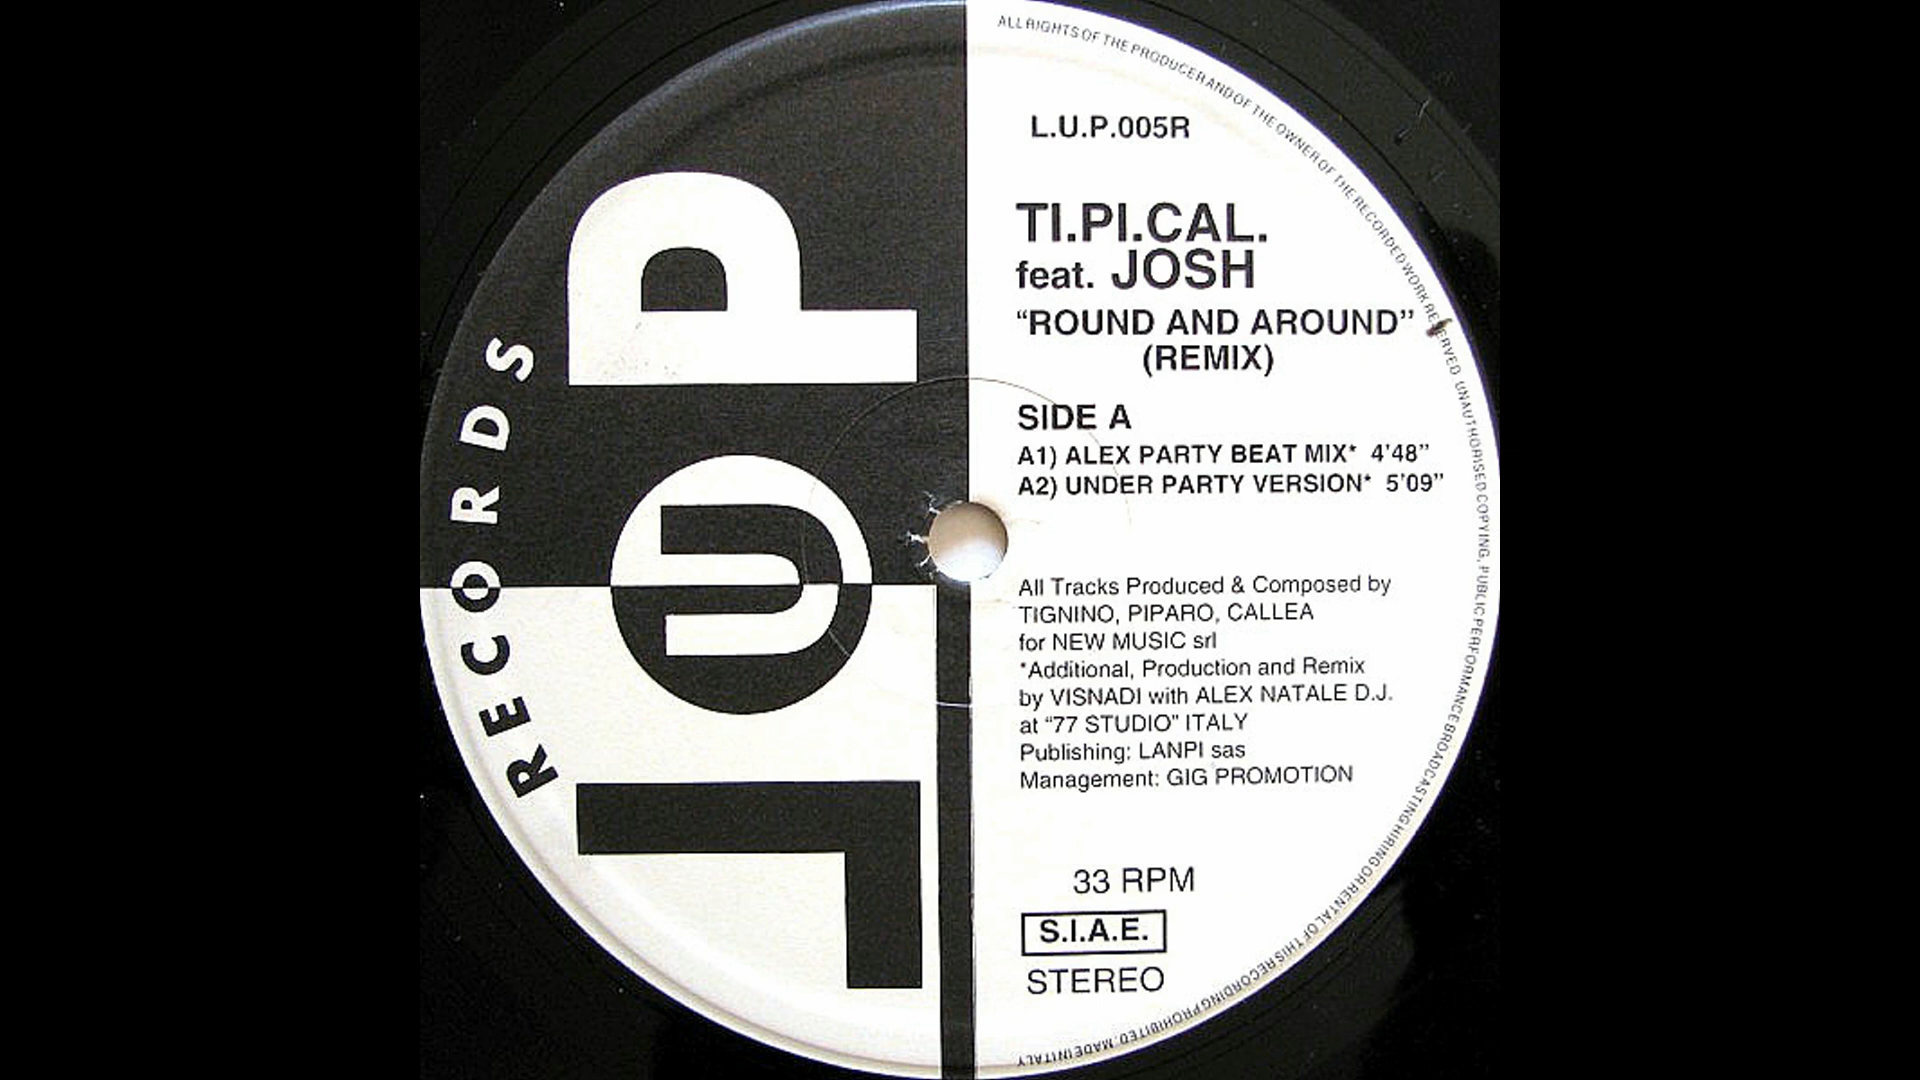 L.U.P.005R
TI.PI.CAL.
feat. JOSH
“ROUND AND AROUND”
(REMIX)
SIDE A
A1) ALEX PARTY BEAT MIX* 4'48”
A2) UNDER PARTY VERSION* 5'09”
All Tracks Produced & Composed by
TIGNINO, PIPARO, CALLEA
for NEW MUSIC srl
*Additional, Production and Remix
by VISNADI with ALEX NATALE D.J.
at “77 STUDIO” ITALY
Publishing: LANPI sas
Management: GIG PROMOTION
33 RPM
S.I.A.E.
STEREO
LUP
RECORDS
ALL RIGHTS OF THE PRODUCER AND OF THE OWNER OF THE RECORDED WORK RESERVED. UNAUTHORISED COPYING, PUBLIC PERFORMANCE BROADCASTING HIRING OR RENTAL OF THIS RECORDING PROHIBITED. MADE IN ITALY